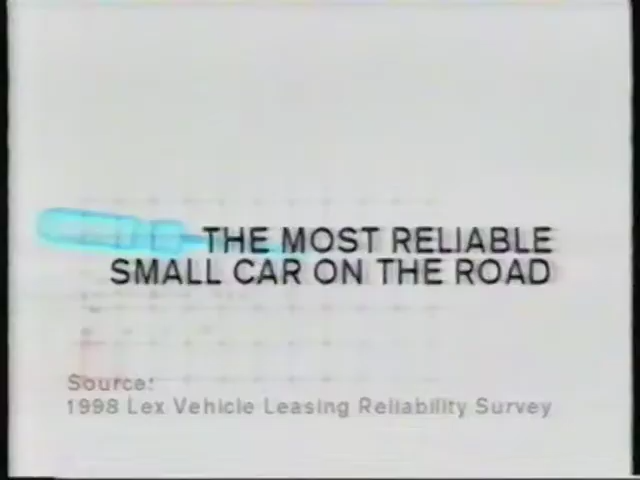 THE MOST RELIABLE
SMALL CAR ON THE ROAD
Source:
1998 Lex Vehicle Leasing Reliability Survey